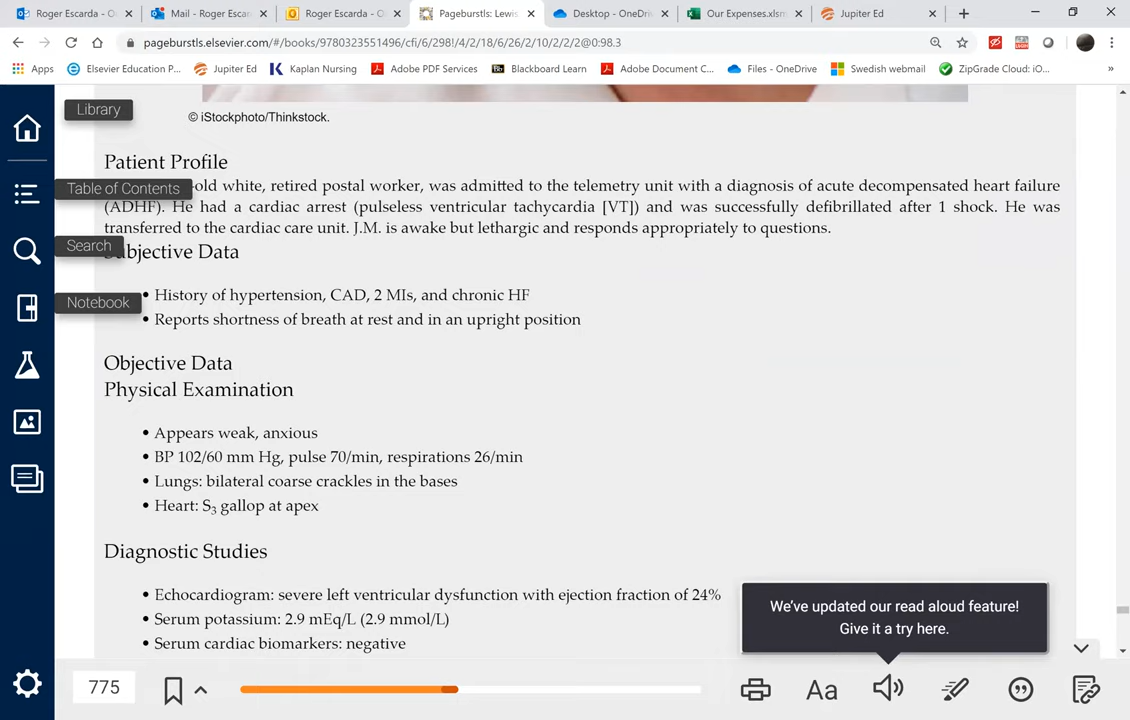 Roger Escarda - Ou
Mail - Roger Escar
Roger Escarda - O
Pageburstls: Lewis
Desktop - OneDri
Our Expenses.xlsm
Jupiter Ed
pageburstls.elsevier.com/#/books/9780323551496/cfi/6/298!/4/2/18/6/26/2/10/2/2/2@0:98.3
Apps
Elsevier Education P...
Jupiter Ed
Kaplan Nursing
Adobe PDF Services
Blackboard Learn
Adobe Document C...
Files - OneDrive
Swedish webmail
ZipGrade Cloud: iO...
»
Library
Table of Contents
Search
Notebook
© iStockphoto/Thinkstock.
Patient Profile
old white, retired postal worker, was admitted to the telemetry unit with a diagnosis of acute decompensated heart failure
(ADHF). He had a cardiac arrest (pulseless ventricular tachycardia [VT]) and was successfully defibrillated after 1 shock. He was
transferred to the cardiac care unit. J.M. is awake but lethargic and responds appropriately to questions.
Subjective Data
• History of hypertension, CAD, 2 MIs, and chronic HF
• Reports shortness of breath at rest and in an upright position
Objective Data
Physical Examination
• Appears weak, anxious
• BP 102/60 mm Hg, pulse 70/min, respirations 26/min
• Lungs: bilateral coarse crackles in the bases
• Heart: S3 gallop at apex
Diagnostic Studies
• Echocardiogram: severe left ventricular dysfunction with ejection fraction of 24%
• Serum potassium: 2.9 mEq/L (2.9 mmol/L)
• Serum cardiac biomarkers: negative
We've updated our read aloud feature!
Give it a try here.
775
Aa